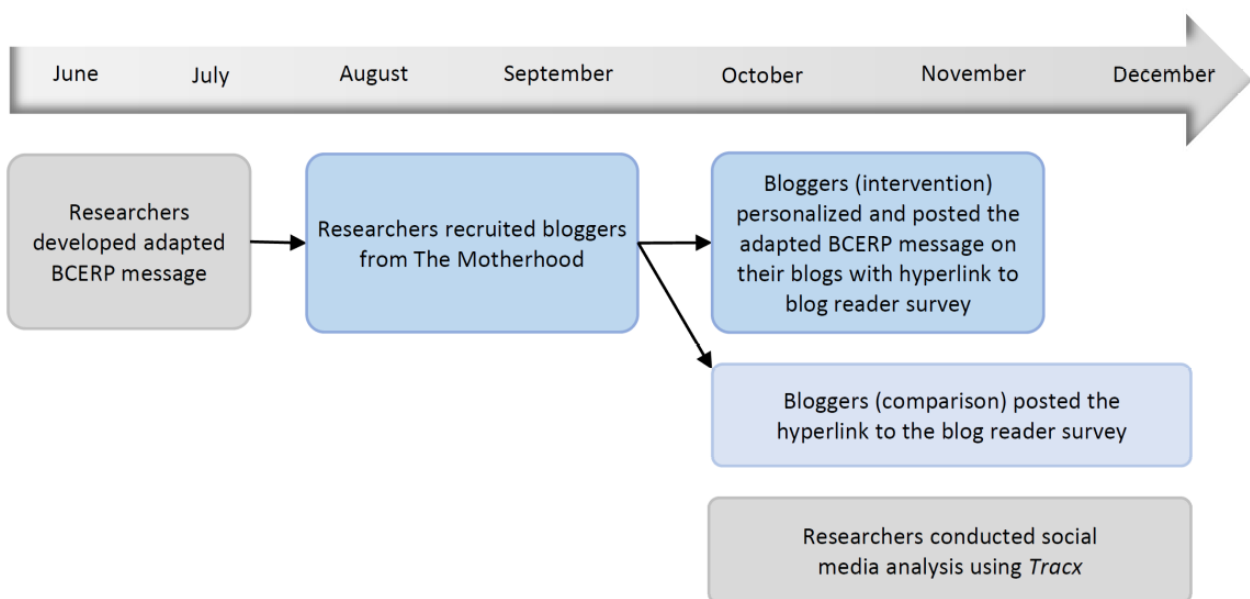 June July August September October November December
Researchers
developed adapted
BCERP message
Researchers recruited bloggers
from The Motherhood
Bloggers (intervention)
personalized and posted the
adapted BCERP message on
their blogs with hyperlink to
blog reader survey
Bloggers (comparison) posted the
hyperlink to the blog reader survey
Researchers conducted social
media analysis using Tracx